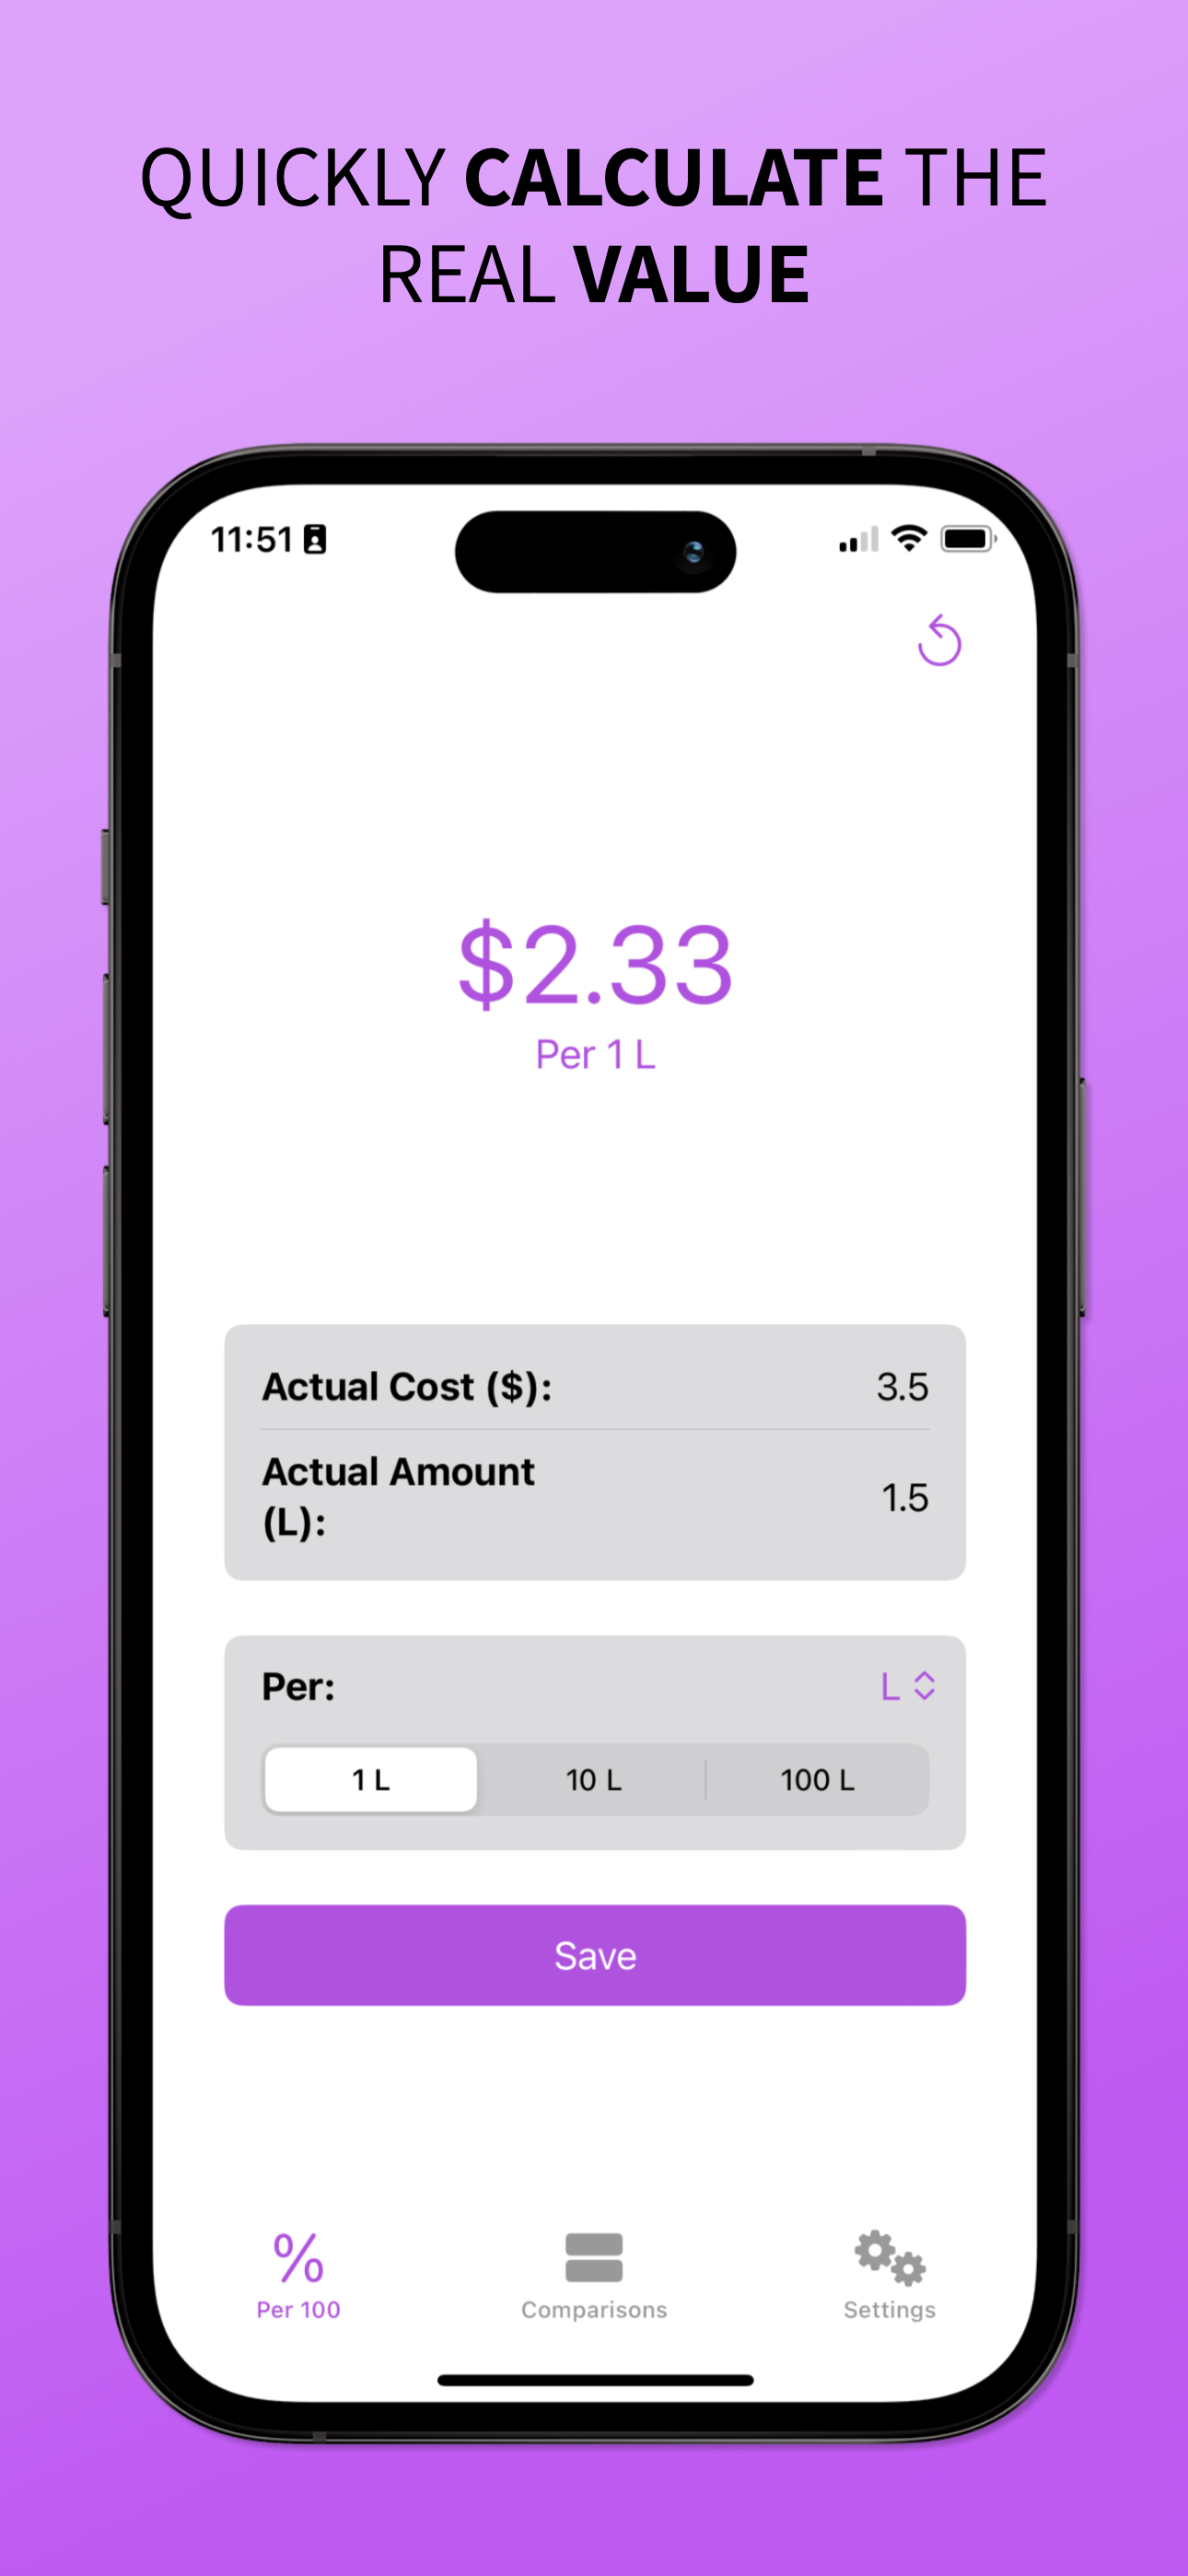 QUICKLY CALCULATE THE
REAL VALUE
11:51
$2.33
Per 1 L
Actual Cost ($):
3.5
Actual Amount
(L):
1.5
Per:
L
1 L
10 L
100 L
Save
%
Per 100
Comparisons
Settings